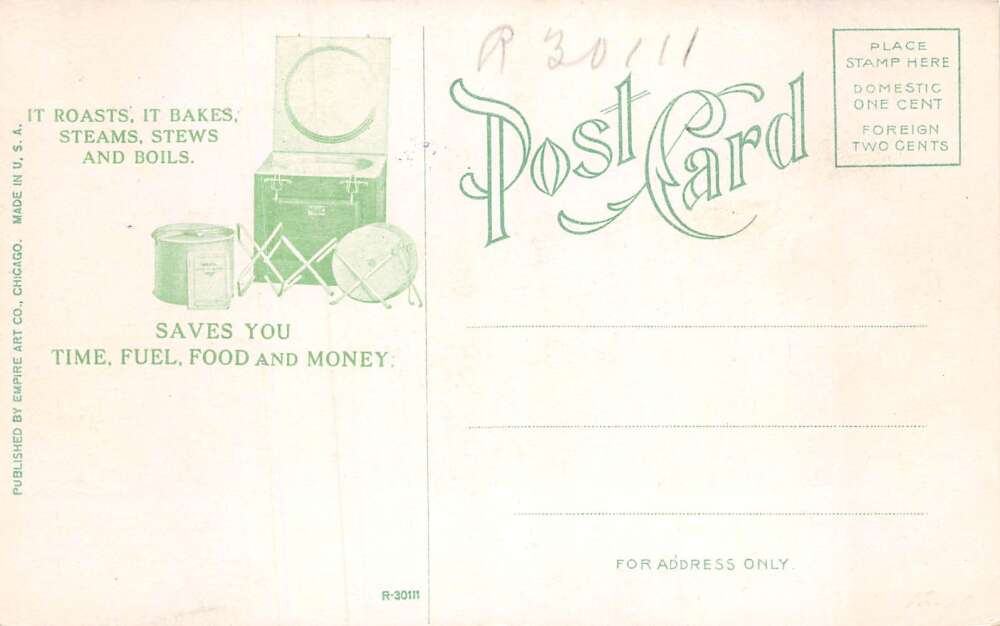 R 30111
PLACE
STAMP HERE
DOMESTIC
ONE CENT
FOREIGN
TWO CENTS
Post Card
IT ROASTS, IT BAKES,
STEAMS, STEWS
AND BOILS.
SAVES YOU
TIME, FUEL, FOOD AND MONEY.
PUBLISHED BY EMPIRE ART CO., CHICAGO. MADE IN U. S. A.
FOR ADDRESS ONLY.
R-30111